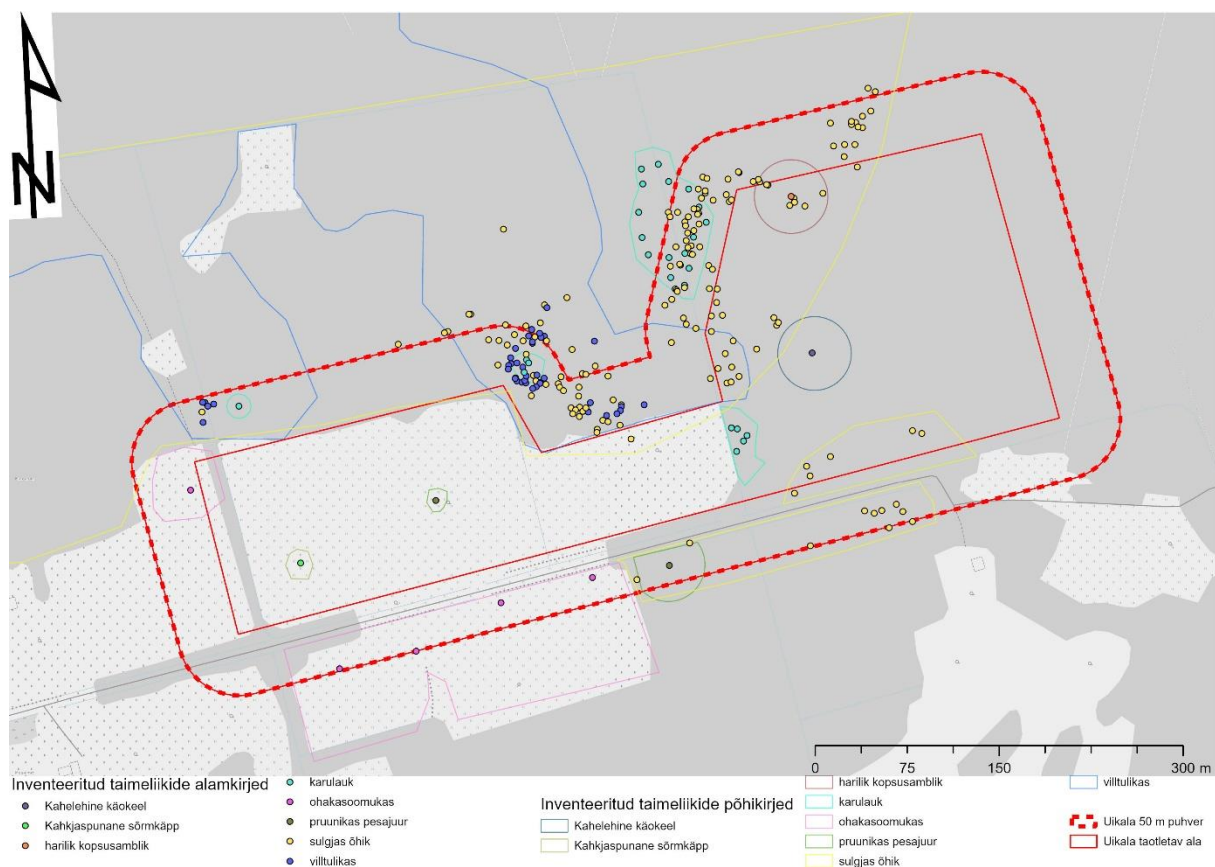 N
0 75 150 300 m
Inventeeritud taimeliikide alamkirjed
Kahelehine käokeel
Kahkjaspunane sõrmkäpp
harilik kopsusamblik
karulauk
ohakasoomukas
pruunikas pesajuur
sulgjas õhik
villtulikas
Inventeeritud taimeliikide põhikirjed
Kahelehine käokeel
Kahkjaspunane sõrmkäpp
harilik kopsusamblik
karulauk
ohakasoomukas
pruunikas pesajuur
sulgjas õhik
villtulikas
Uikala 50 m puhver
Uikala taotletav ala